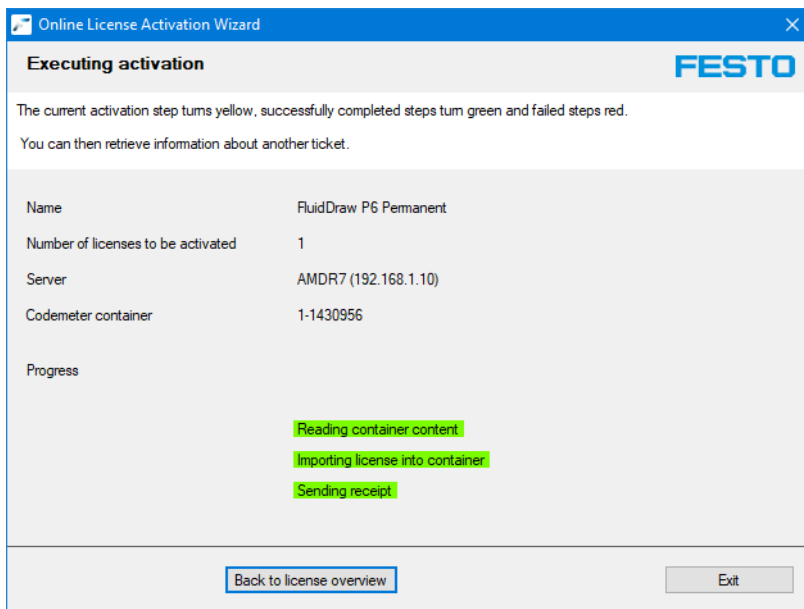 Online License Activation Wizard
Executing activation
FESTO
The current activation step turns yellow, successfully completed steps turn green and failed steps red.
You can then retrieve information about another ticket.
Name FluidDraw P6 Permanent
Number of licenses to be activated 1
Server AMDR7 (192.168.1.10)
Codemeter container 1-1430956
Progress
Reading container content
Importing license into container
Sending receipt
Back to license overview Exit